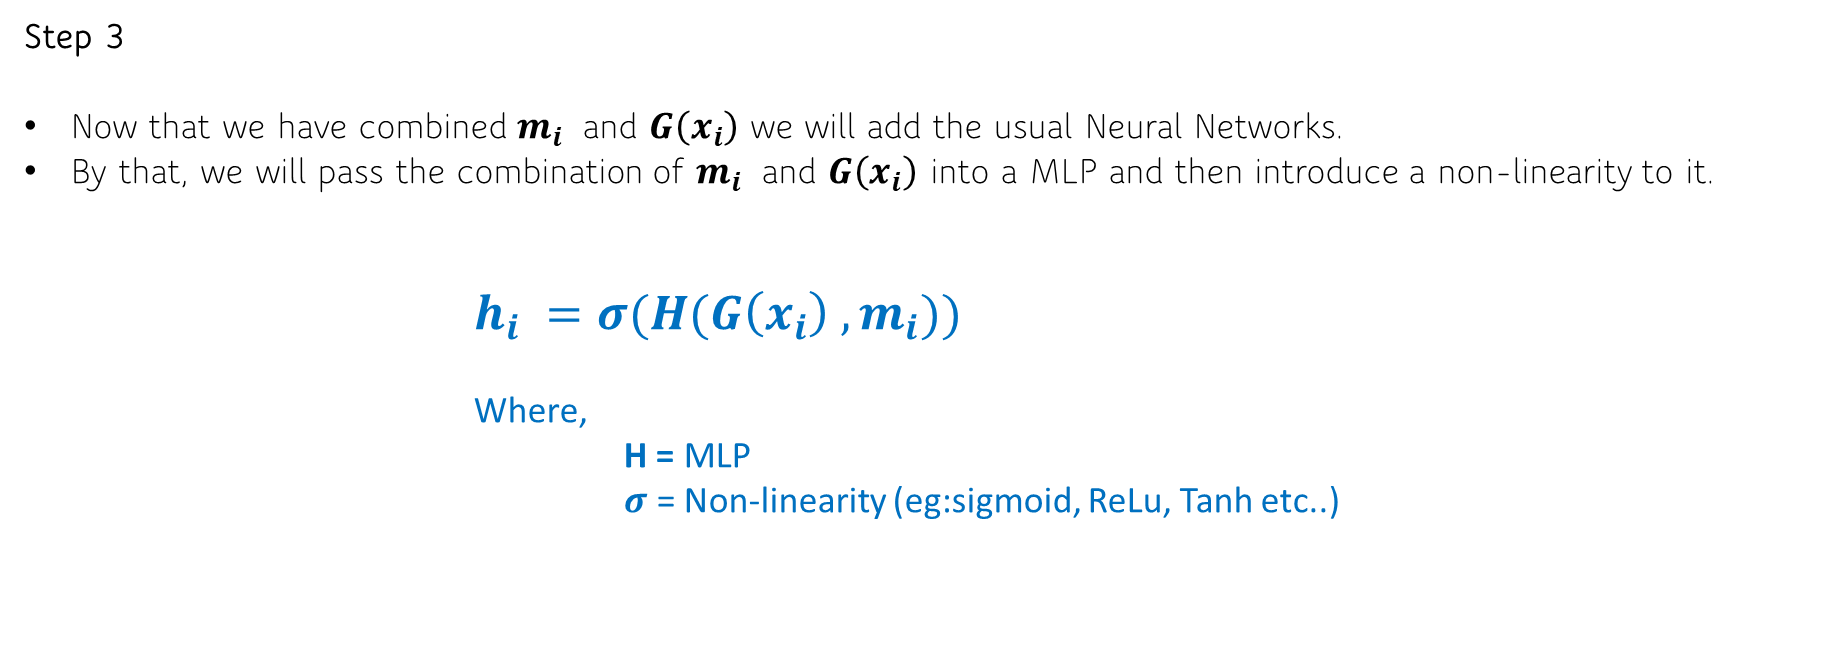 Step 3
• Now that we have combined mᵢ and G(xᵢ) we will add the usual Neural Networks.
• By that, we will pass the combination of mᵢ and G(xᵢ) into a MLP and then introduce a non-linearity to it.
hᵢ = σ(H(G(xᵢ) , mᵢ))
Where,
H = MLP
σ = Non-linearity (eg:sigmoid, ReLu, Tanh etc..)